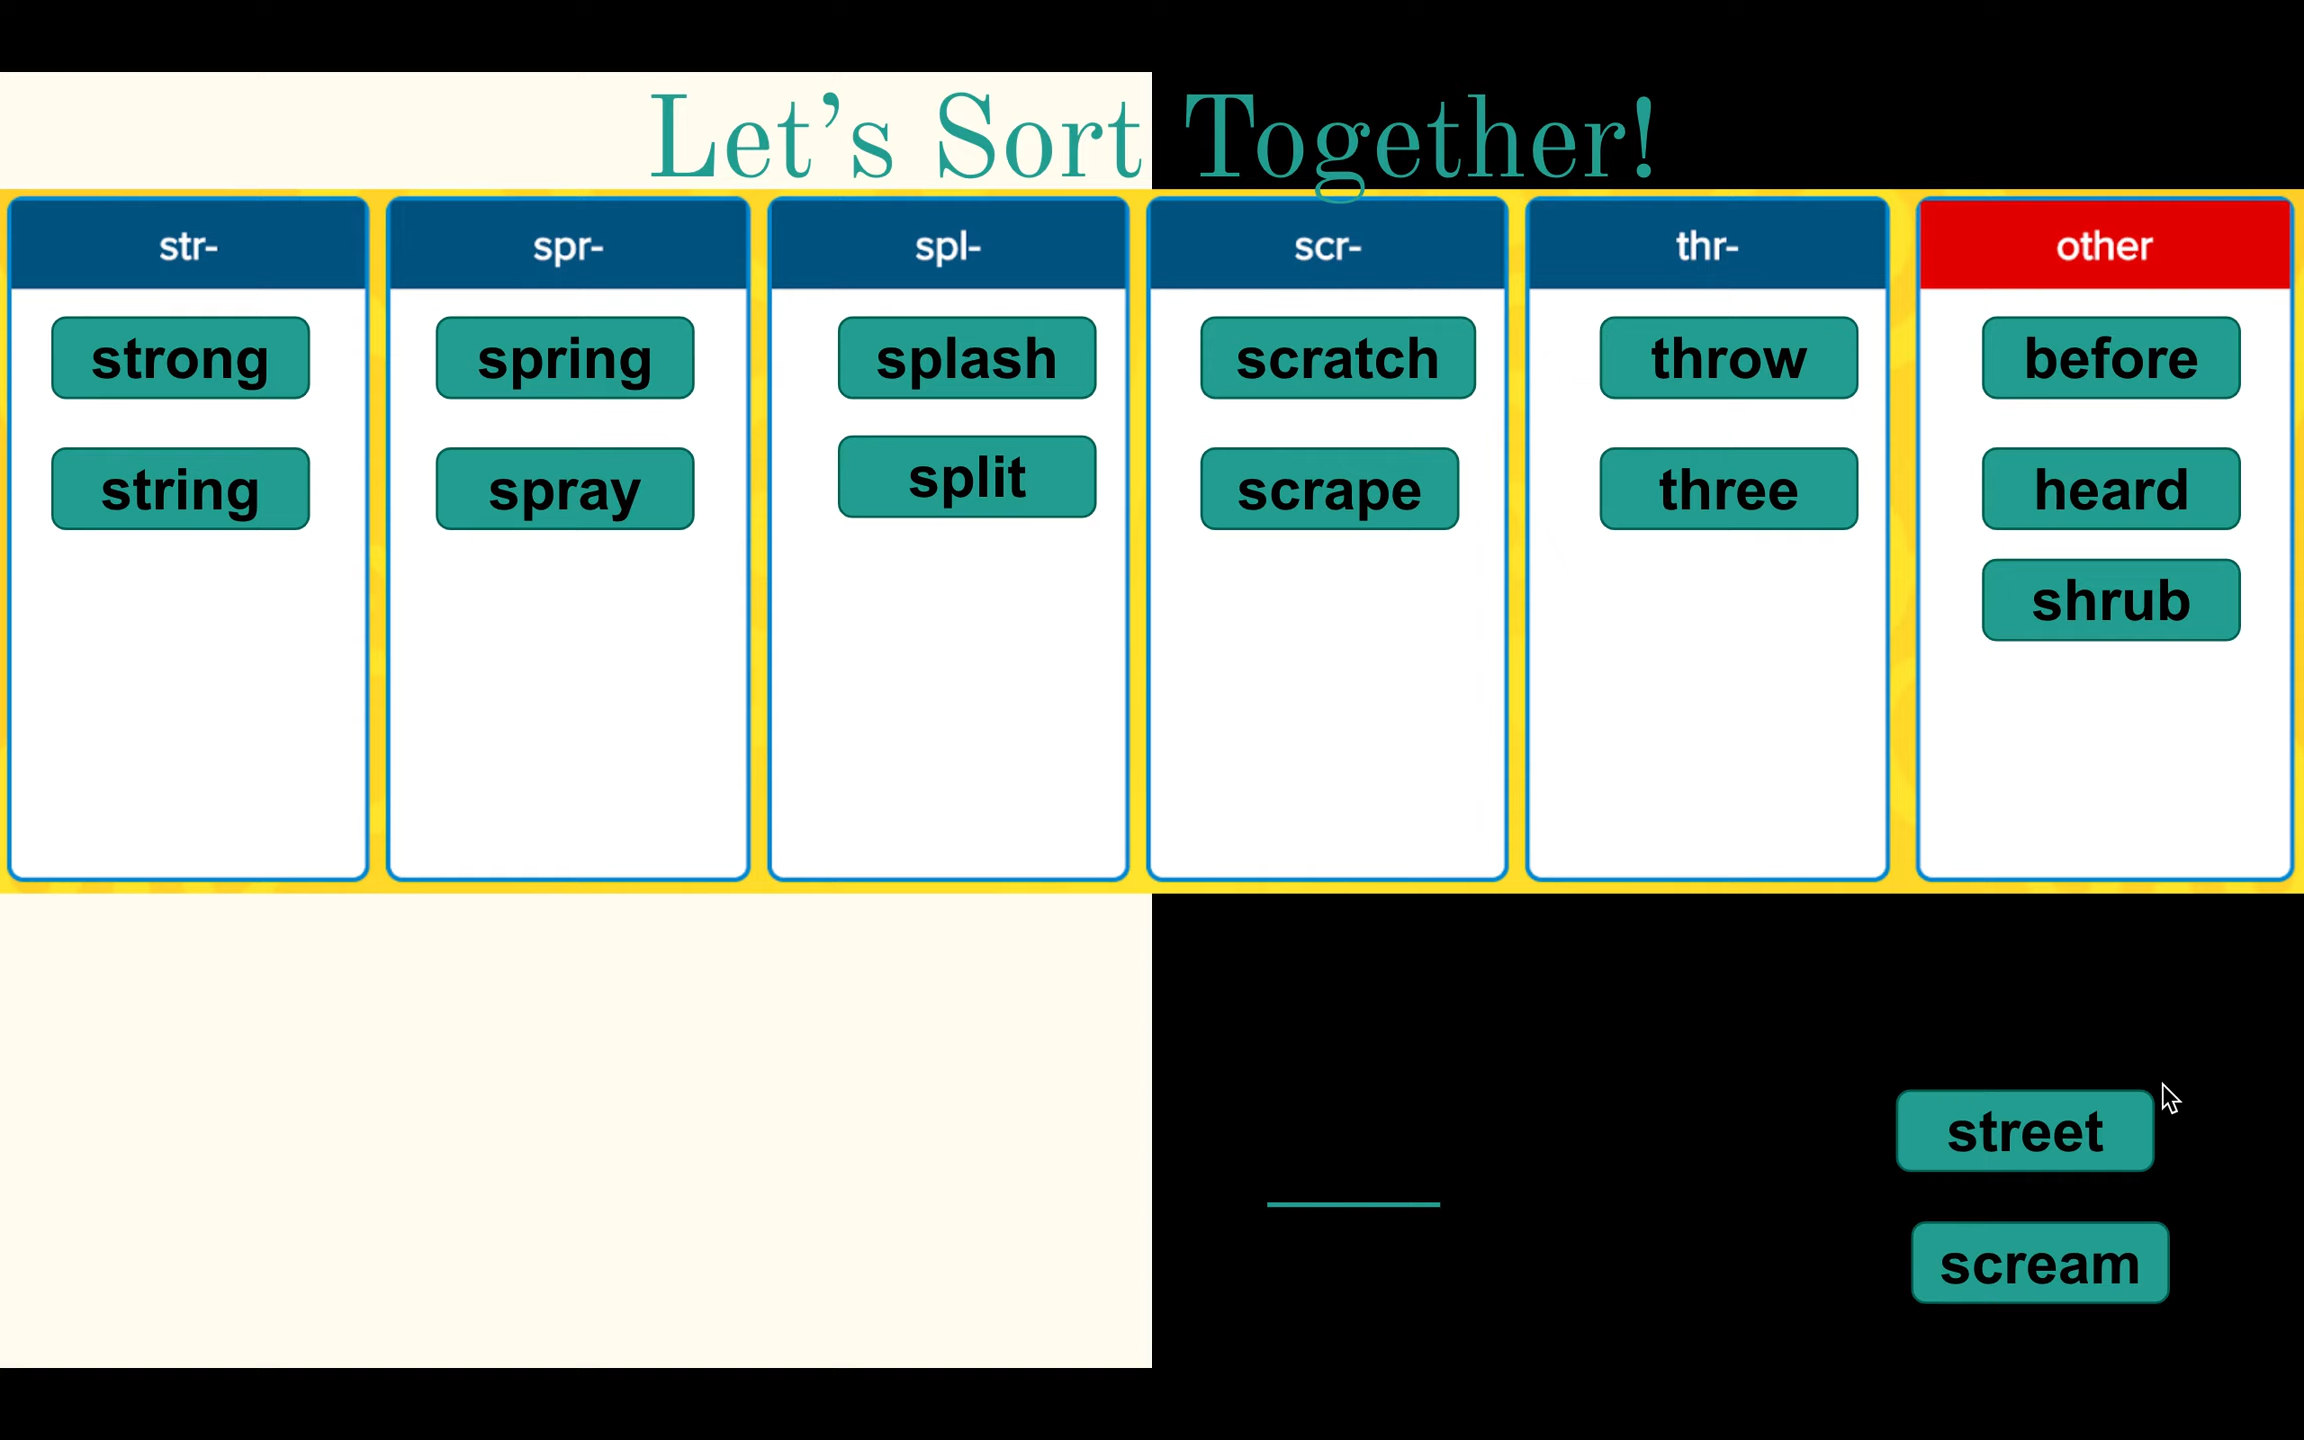 Let’s Sort Together!
str-
spr-
spl-
scr-
thr-
other
strong
spring
splash
scratch
throw
before
string
spray
split
scrape
three
heard
shrub
street
scream